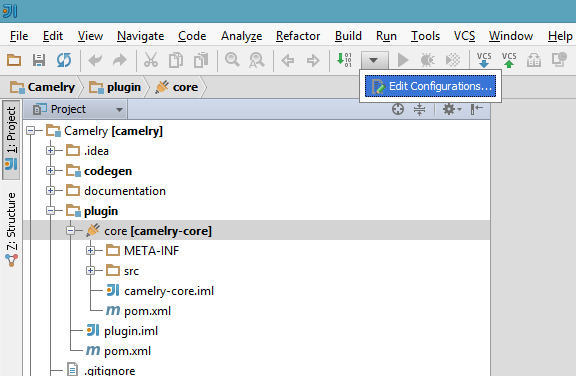 File Edit View Navigate Code Analyze Refactor Build Run Tools VCS Window Help
VCS VCS
Edit Configurations...
Camelry plugin core
Project
1: Project
Z: Structure
Camelry [camelry]
.idea
codegen
documentation
plugin
core [camelry-core]
META-INF
src
camelry-core.iml
pom.xml
plugin.iml
pom.xml
.gitignore